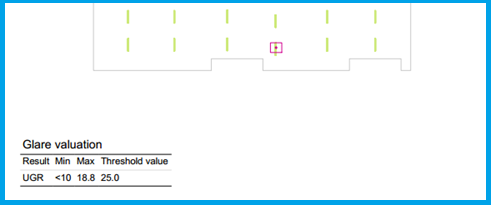 Glare valuation
Result Min Max Threshold value
UGR <10 18.8 25.0